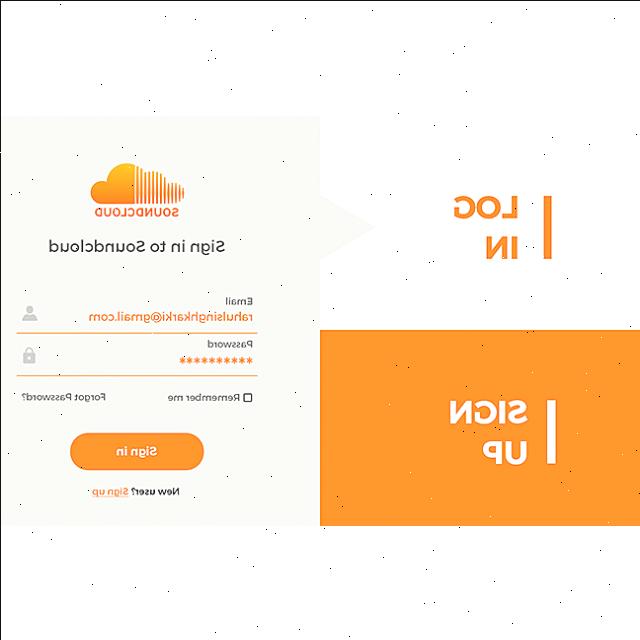 LOG
IN
SIGN
UP
SOUNDCLOUD
Sign in to Soundcloud
Email
rahulsinghkarki@gmail.com
Password
**********
Remember me Forgot Password?
Sign in
New user? Sign up